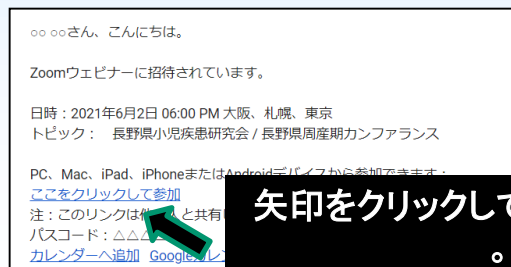 ○○ ○○さん、こんにちは。
Zoomウェビナーに招待されています。
日時：2021年6月2日 06:00 PM 大阪、札幌、東京
トピック： 長野県小児疾患研究会 / 長野県周産期カンファランス
PC、Mac、iPad、iPhoneまたはAndroidデバイスから参加できます：
ここをクリックして参加
注：このリンクは他人と共有
パスコード：△△
カレンダーへ追加 Googleカレン
矢印をクリックして
。